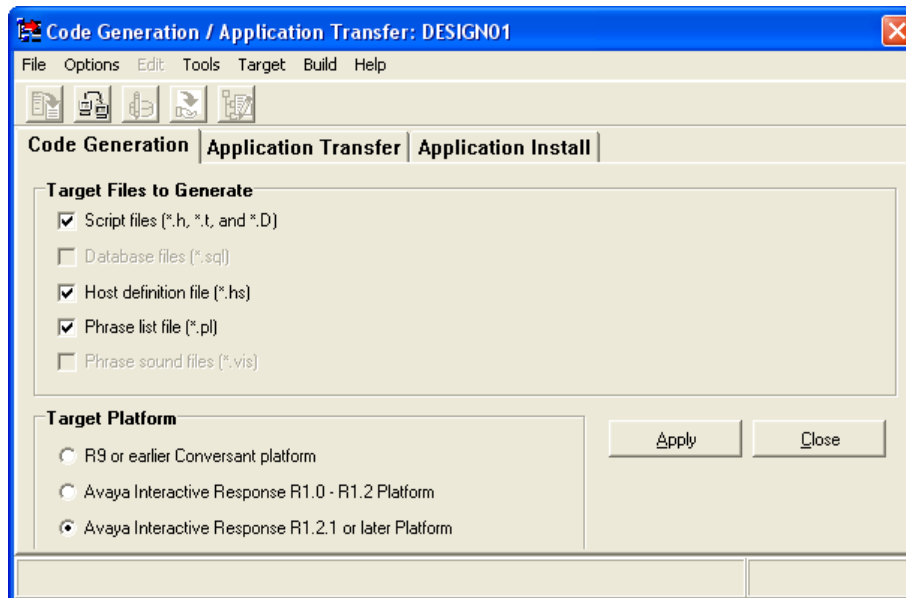 Code Generation / Application Transfer: DESIGN01
File Options Edit Tools Target Build Help
Code Generation Application Transfer Application Install
Target Files to Generate
Script files (*.h, *.t, and *.D)
Database files (*.sql)
Host definition file (*.hs)
Phrase list file (*.pl)
Phrase sound files (*.vis)
Target Platform
R9 or earlier Conversant platform
Avaya Interactive Response R1.0 - R1.2 Platform
Avaya Interactive Response R1.2.1 or later Platform
Apply Close